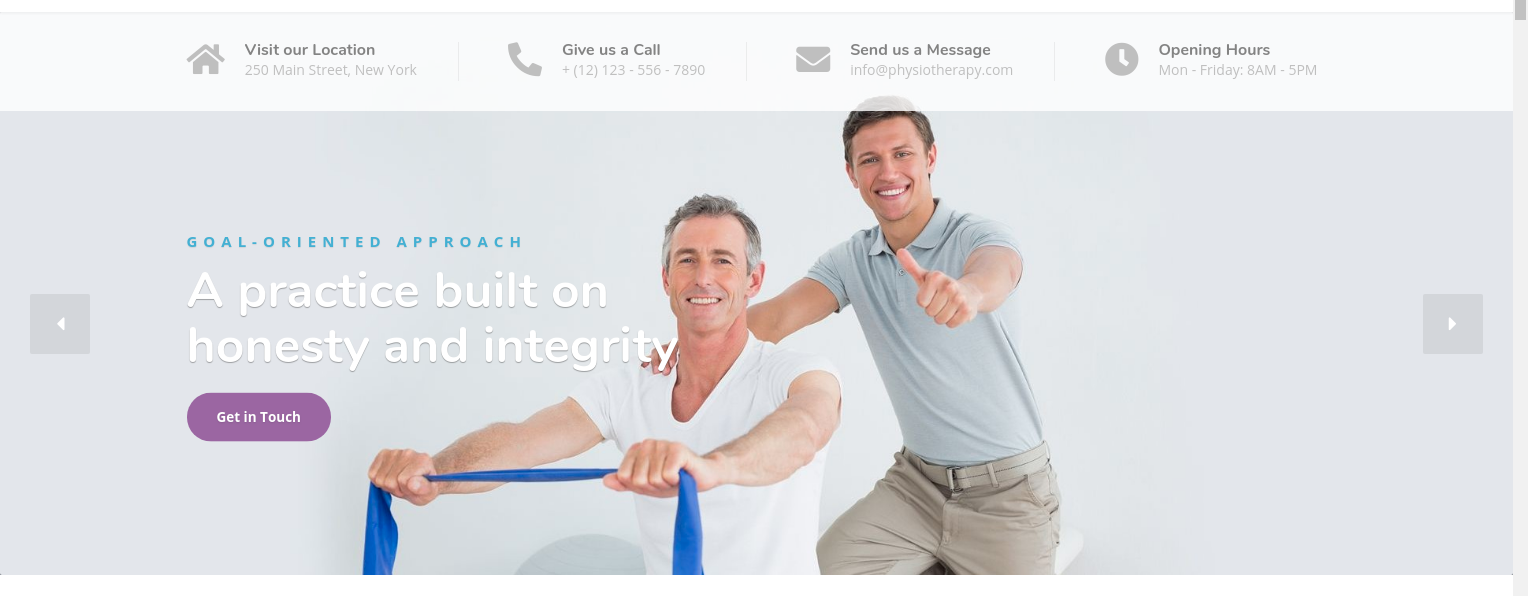 Visit our Location
250 Main Street, New York
Give us a Call
+ (12) 123 - 556 - 7890
Send us a Message
info@physiotherapy.com
Opening Hours
Mon - Friday: 8AM - 5PM
GOAL-ORIENTED APPROACH
A practice built on
honesty and integrity
Get in Touch